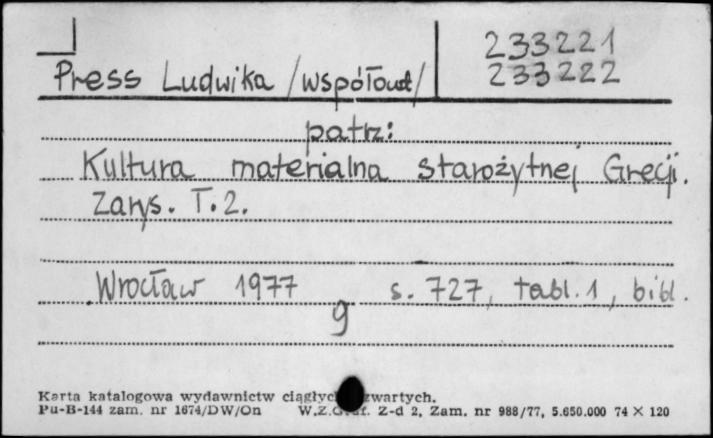 233221
233222
Press Ludwika /współaut/
patrz:
Kultura materialna starożytnej Grecji.
Zarys. T.2.
Wrocław 1977 s. 727, tabl. 1, bibl.
g
Karta katalogowa wydawnictw ciągłych zwartych.
Pu-B-144 zam. nr 1674/DW/On W.Z.Graf. Z-d 2, Zam. nr 988/77, 5.650.000 74 × 120